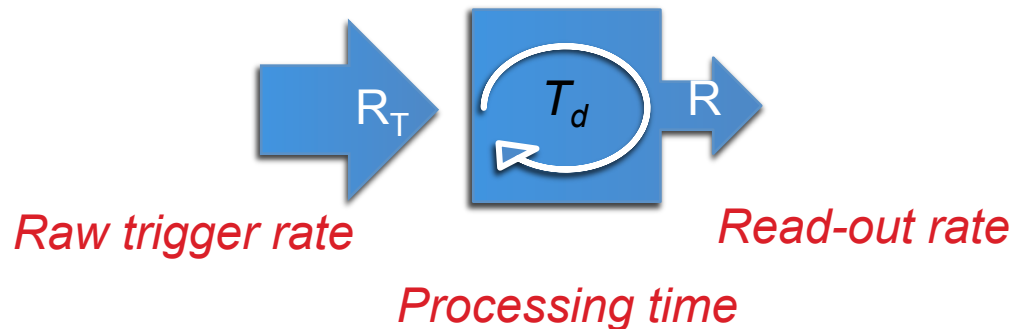 R_T
T_d
R
Raw trigger rate
Read-out rate
Processing time